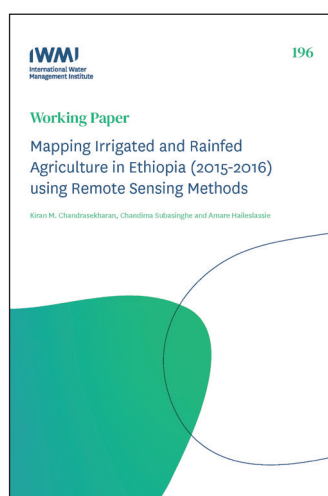 IWMI
International Water
Management Institute
196
Working Paper
Mapping Irrigated and Rainfed
Agriculture in Ethiopia (2015-2016)
using Remote Sensing Methods
Kiran M. Chandrasekharan, Chandima Subasinghe and Amare Haileslassie